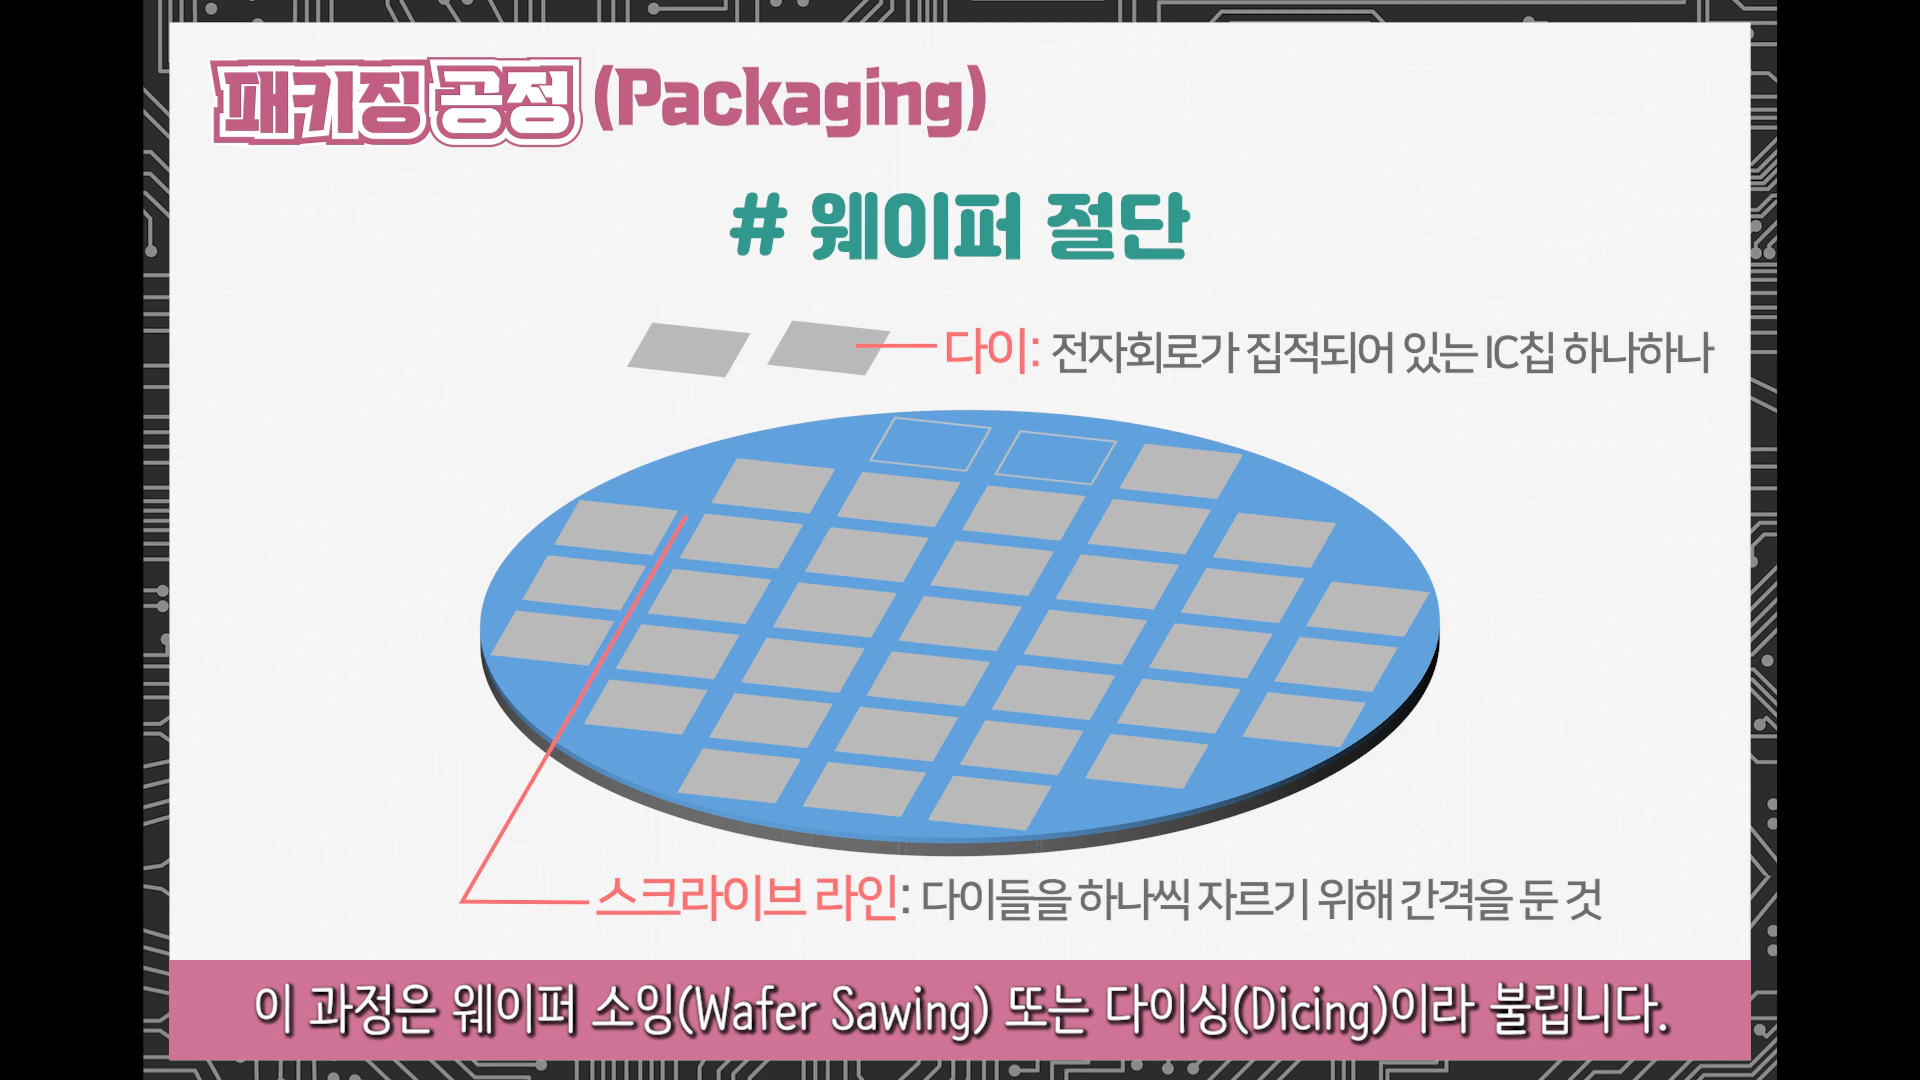 패키징 공정 (Packaging)
# 웨이퍼 절단
다이: 전자회로가 집적되어 있는 IC칩 하나하나
스크라이브 라인: 다이들을 하나씩 자르기 위해 간격을 둔 것
이 과정은 웨이퍼 소잉(Wafer Sawing) 또는 다이싱(Dicing)이라 불립니다.